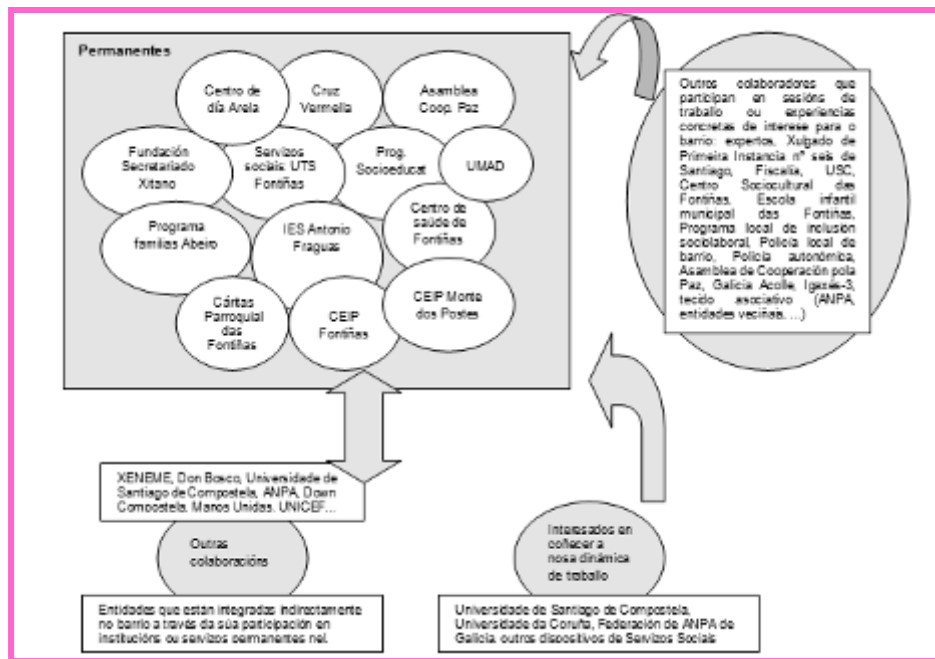 Permanentes
Centro de
día Arela
Cruz
Vermella
Asamblea
Coop. Paz
Fundación
Secretariado
Xitano
Servizos
sociais: UTS
Fontiñas
Prog.
Socioeducat
UMAD
Programa
familias Abeiro
IES Antonio
Fraguas
Centro de
saúde de
Fontiñas
Cáritas
Parroquial
das
Fontiñas
CEIP
Fontiñas
CEIP Monte
dos Postes
Outros colaboradores que
participan en sesións de
traballo ou experiencias
concretas de interese para o
barrio: expertos, Xulgado de
Primeira Instancia nº seis de
Santiago, Fiscalía, USC,
Centro Sociocultural das
Fontiñas, Escola infantil
municipal das Fontiñas,
Programa local de inclusión
sociolaboral, Policía local de
barrio, Policía autonómica,
Asamblea de Cooperación pola
Paz, Galicia Acolle, Igaxés-3,
tecido asociativo (ANPA,
entidades veciñais, …)
XENEME, Don Bosco, Universidade de
Santiago de Compostela, ANPA, Down
Compostela, Manos Unidas, UNICEF…
Outras
colaboracións
Entidades que están integradas indirectamente
no barrio a través da súa participación en
institucións ou servizos permanentes nel.
Interesados en
coñecer a
nosa dinámica
de traballo
Universidade de Santiago de Compostela,
Universidade da Coruña, Federación de ANPA de
Galicia, outros dispositivos de Servizos Sociais